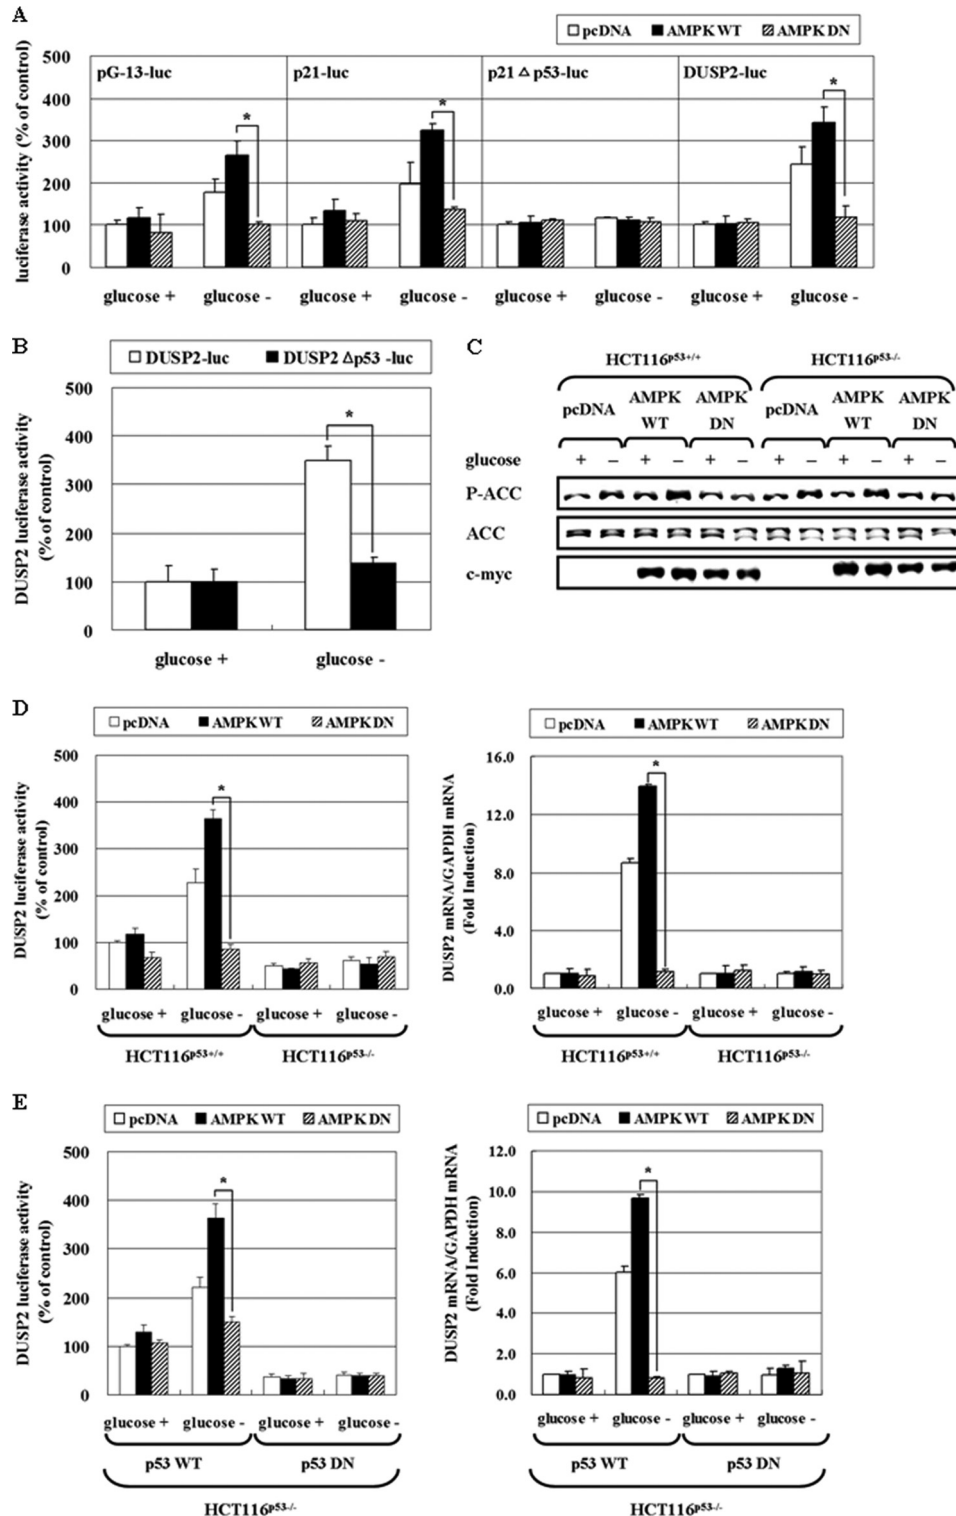 A
pcDNA AMPK WT AMPK DN
luciferase activity (% of control)
500
400
300
200
100
0
pG-13-luc p21-luc p21 Δ p53-luc DUSP2-luc
* * *
glucose + glucose - glucose + glucose - glucose + glucose - glucose + glucose -
B
DUSP2-luc DUSP2 Δp53 -luc
DUSP2 luciferase activity
(% of control)
500
400
300
200
100
0
*
glucose + glucose -
C
HCT116p53+/+ HCT116p53-/-
pcDNA AMPK WT AMPK DN pcDNA AMPK WT AMPK DN
glucose + − + − + − + − + − + −
P-ACC
ACC
c-myc
D
pcDNA AMPK WT AMPK DN
DUSP2 luciferase activity
(% of control)
500
400
300
200
100
0
*
glucose + glucose - glucose + glucose -
HCT116p53+/+ HCT116p53-/-
pcDNA AMPK WT AMPK DN
DUSP2 mRNA/GAPDH mRNA
(Fold Induction)
16.0
12.0
8.0
4.0
0.0
*
glucose + glucose - glucose + glucose -
HCT116p53+/+ HCT116p53-/-
E
pcDNA AMPK WT AMPK DN
DUSP2 luciferase activity
(% of control)
500
400
300
200
100
0
*
glucose + glucose - glucose + glucose -
p53 WT p53 DN
HCT116p53-/-
pcDNA AMPK WT AMPK DN
DUSP2 mRNA/GAPDH mRNA
(Fold Induction)
12.0
10.0
8.0
6.0
4.0
2.0
0.0
*
glucose + glucose - glucose + glucose -
p53 WT p53 DN
HCT116p53-/-